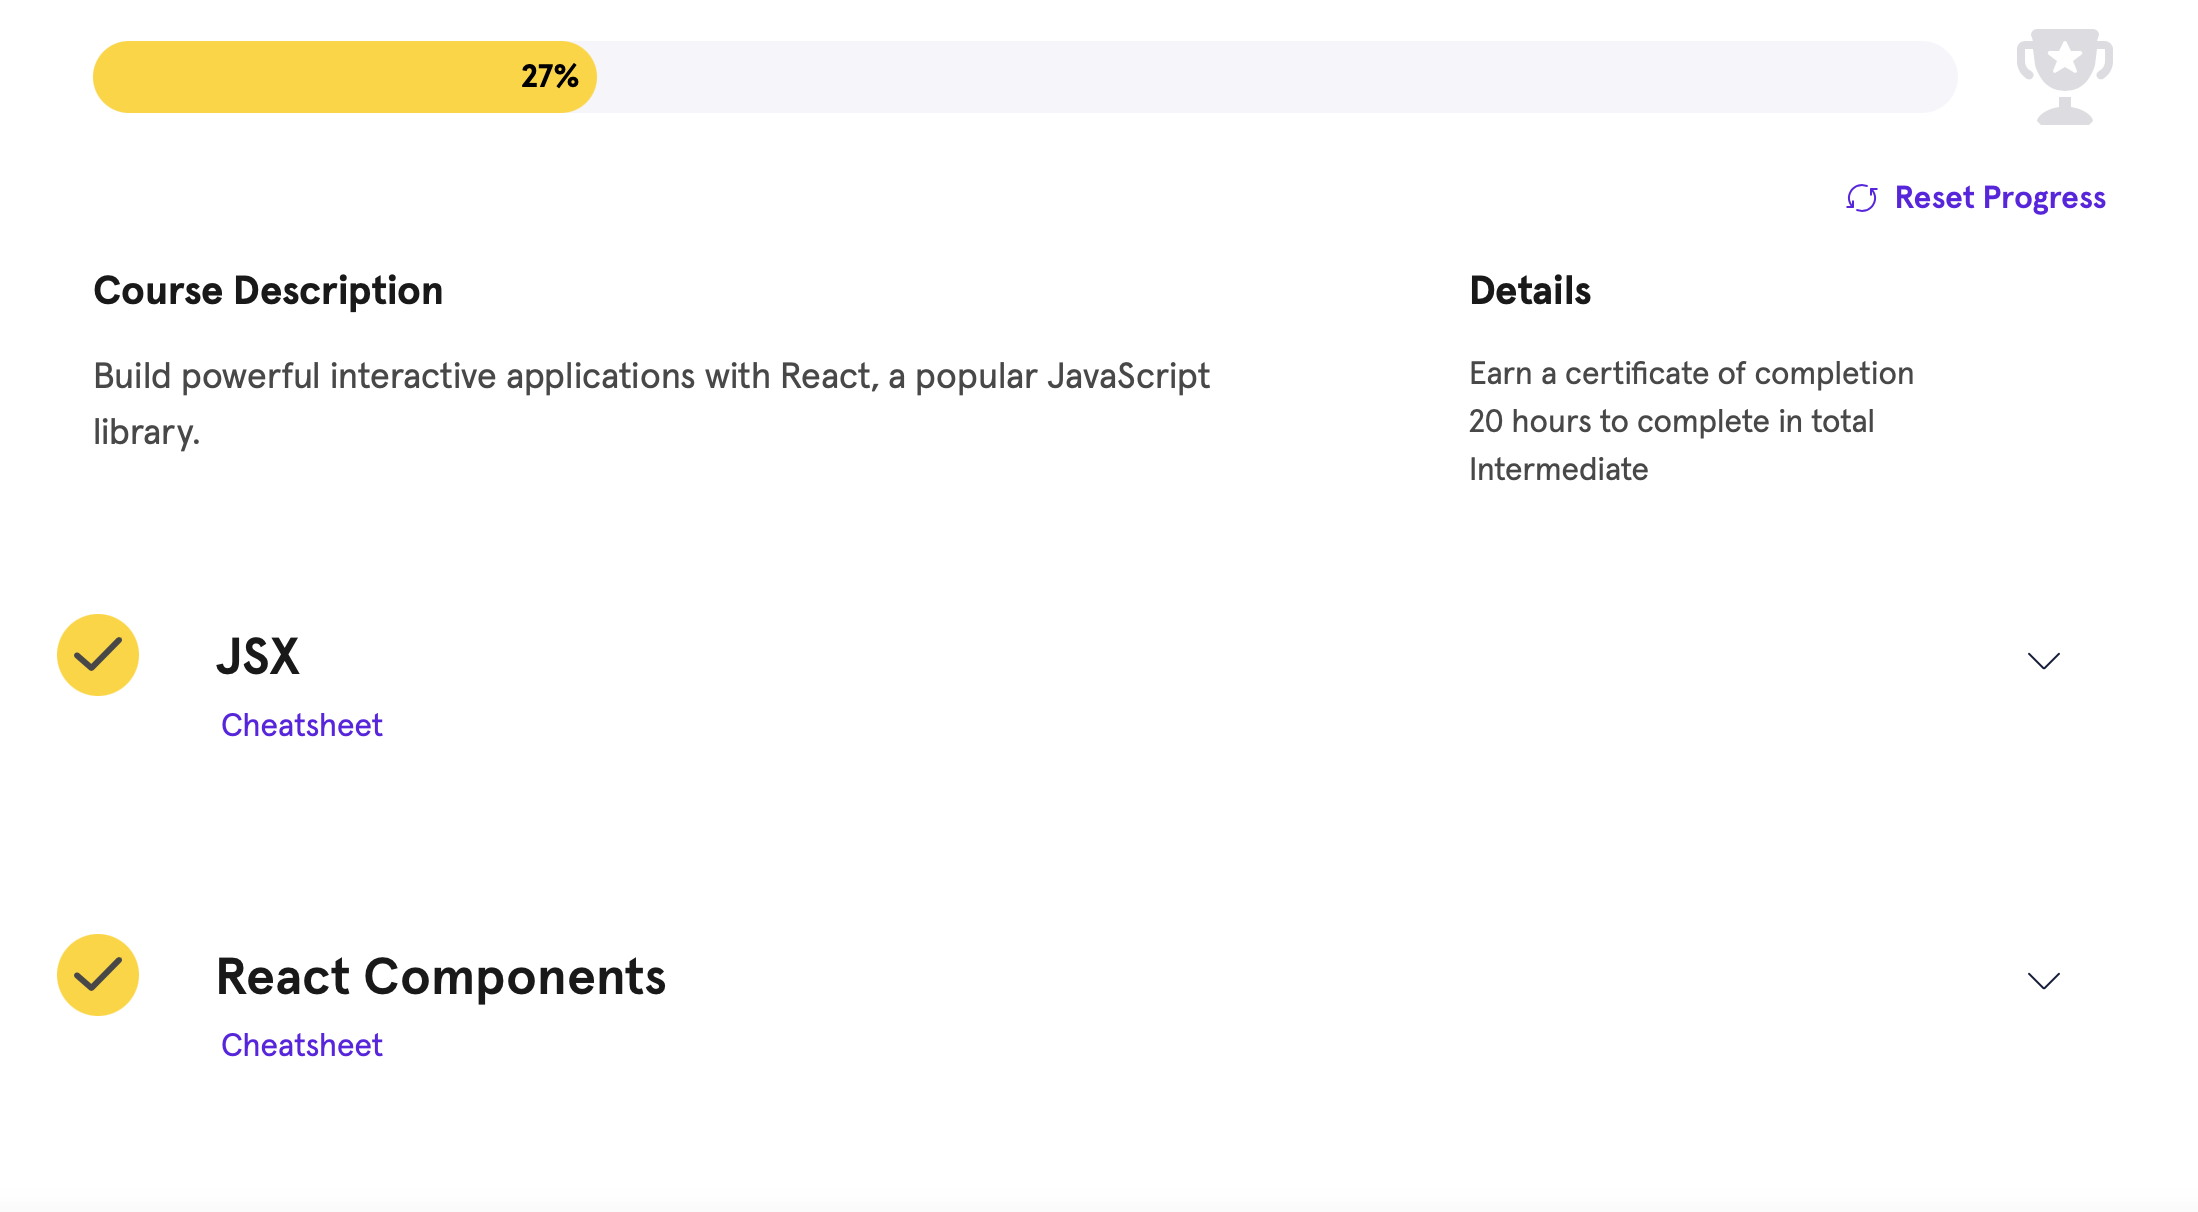 27%
Reset Progress
Course Description
Build powerful interactive applications with React, a popular JavaScript
library.
Details
Earn a certificate of completion
20 hours to complete in total
Intermediate
JSX
Cheatsheet
React Components
Cheatsheet